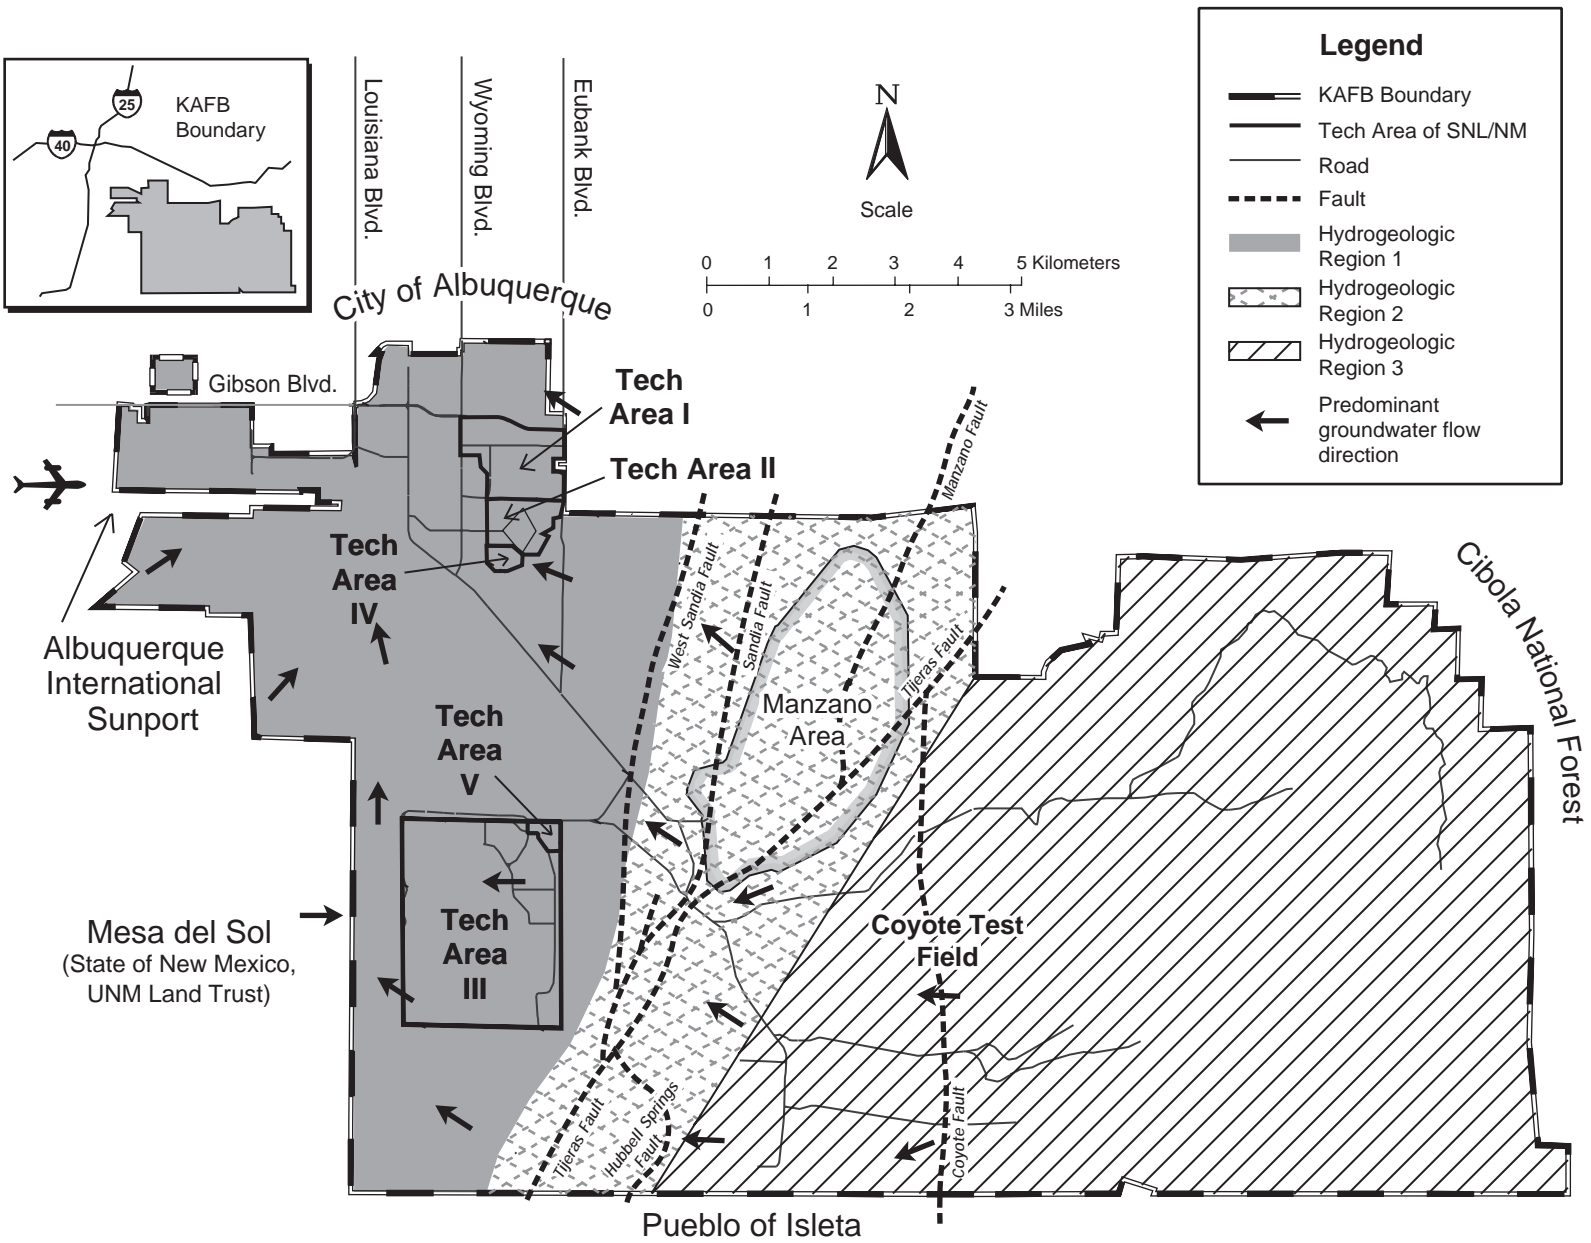 KAFB
Boundary
25
40
Louisiana Blvd.
Wyoming Blvd.
Eubank Blvd.
N
Scale
0 1 2 3 4 5 Kilometers
0 1 2 3 Miles
Legend
KAFB Boundary
Tech Area of SNL/NM
Road
Fault
Hydrogeologic
Region 1
Hydrogeologic
Region 2
Hydrogeologic
Region 3
Predominant
groundwater flow
direction
City of Albuquerque
Gibson Blvd.
Tech
Area I
Tech Area II
Tech
Area
IV
Albuquerque
International
Sunport
Tech
Area
V
Tech
Area
III
Mesa del Sol
(State of New Mexico,
UNM Land Trust)
West Sandia Fault
Sandia Fault
Manzano Fault
Tijeras Fault
Manzano
Area
Cibola National Forest
Coyote Test
Field
Tijeras Fault
Hubbell Springs
Fault
Coyote Fault
Pueblo of Isleta